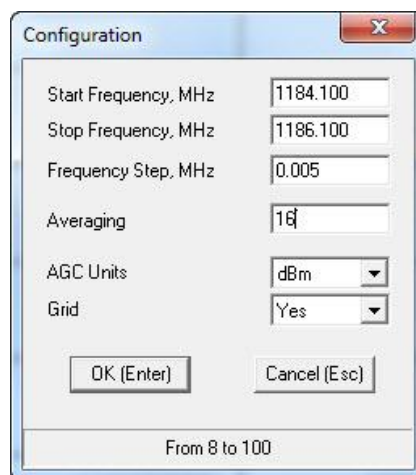 Configuration
X
Start Frequency, MHz 1184.100
Stop Frequency, MHz 1186.100
Frequency Step, MHz 0.005
Averaging 16
AGC Units dBm
Grid Yes
OK (Enter) Cancel (Esc)
From 8 to 100